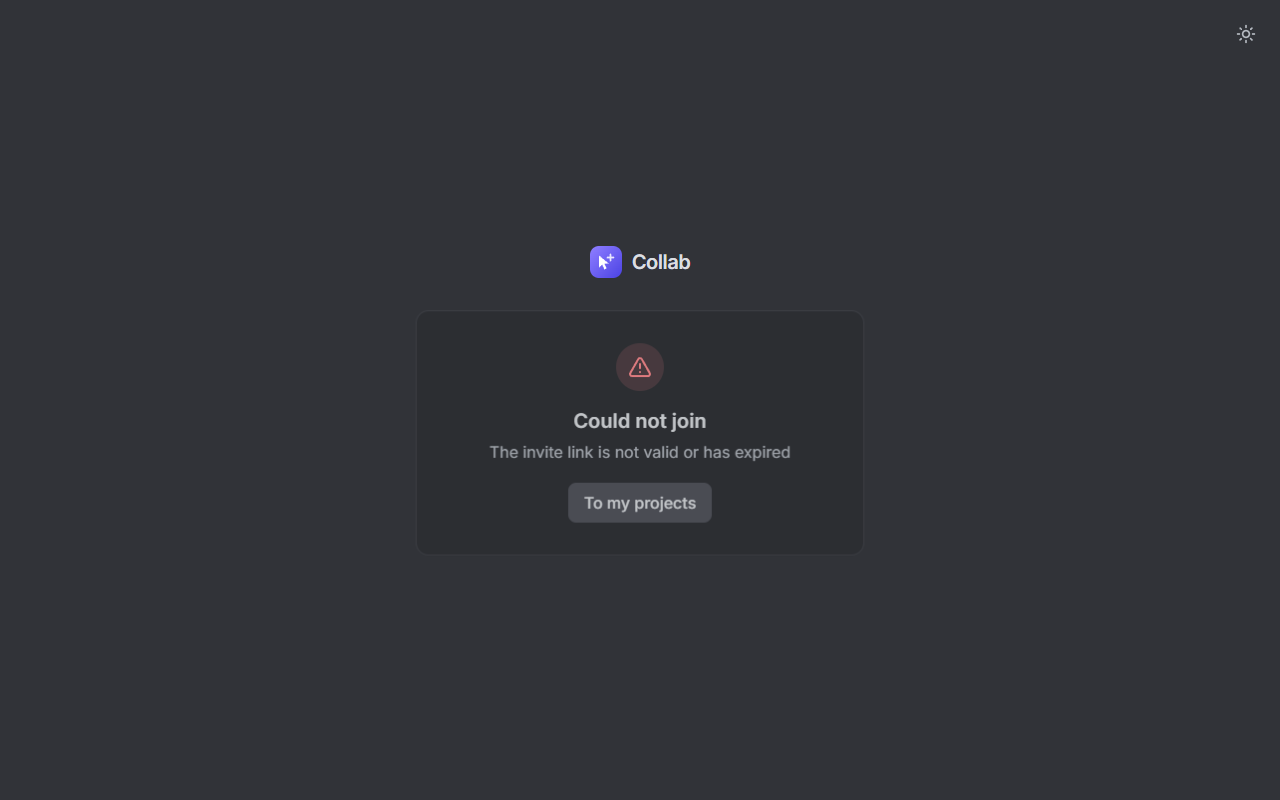 Collab
Could not join
The invite link is not valid or has expired
To my projects